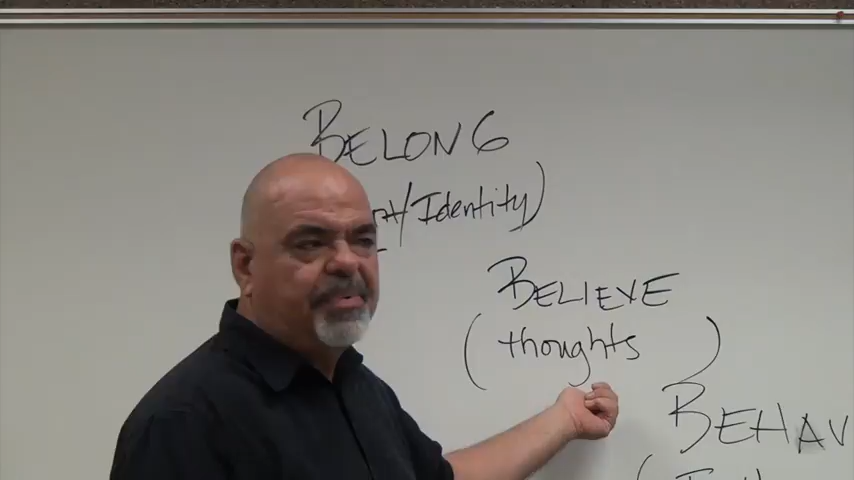 BELONG
/Identity)
BELIEVE
(thoughts )
BEHAV